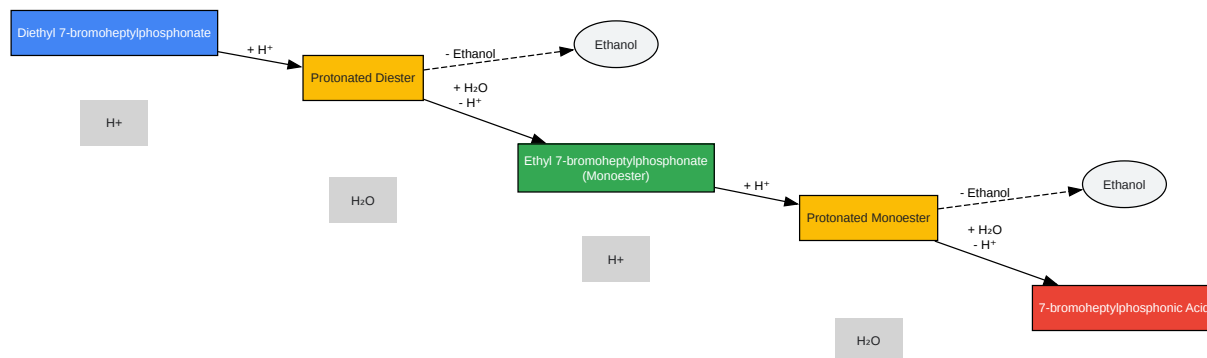 Diethyl 7-bromoheptylphosphonate
+ H⁺
Protonated Diester
- Ethanol
Ethanol
+ H₂O
- H⁺
H+
Ethyl 7-bromoheptylphosphonate
(Monoester)
+ H⁺
Protonated Monoester
- Ethanol
Ethanol
H₂O
+ H₂O
- H⁺
H+
7-bromoheptylphosphonic Acid
H₂O